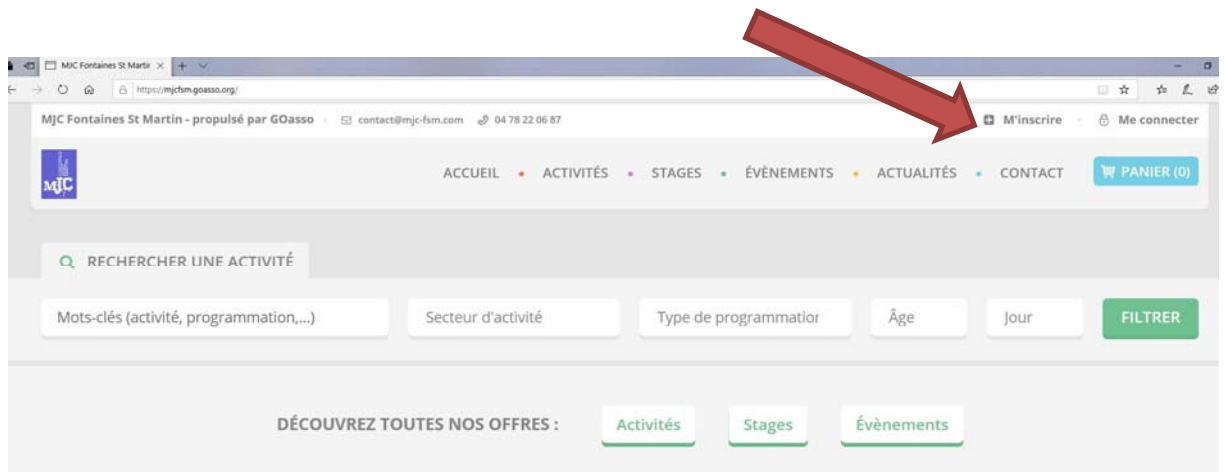 MJC Fontaines St Martin
https://mjcfsm.goasso.org/
MJC Fontaines St Martin - propulsé par GOasso contact@mjc-fsm.com 04 78 22 06 87 M'inscrire Me connecter
MJC ACCUEIL • ACTIVITÉS • STAGES • ÉVÈNEMENTS • ACTUALITÉS • CONTACT PANIER (0)
RECHERCHER UNE ACTIVITÉ
Mots-clés (activité, programmation,...) Secteur d'activité Type de programmation Âge Jour FILTRER
DÉCOUVREZ TOUTES NOS OFFRES : Activités Stages Évènements